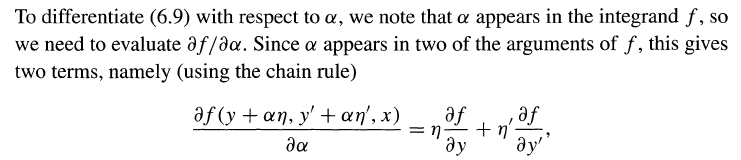 To differentiate (6.9) with respect to α, we note that α appears in the integrand f, so
we need to evaluate ∂f/∂α. Since α appears in two of the arguments of f, this gives
two terms, namely (using the chain rule)
∂f(y + αη, y′ + αη′, x)/∂α = η ∂f/∂y + η′ ∂f/∂y′,